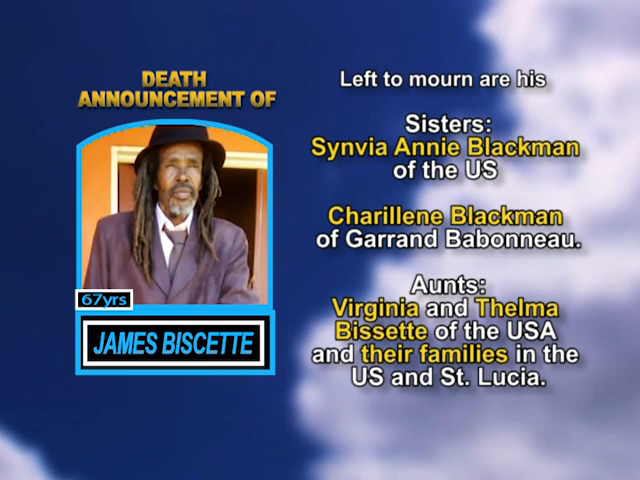 DEATH
ANNOUNCEMENT OF
67yrs
JAMES BISCETTE
Left to mourn are his
Sisters:
Synvia Annie Blackman
of the US
Charillene Blackman
of Garrand Babonneau.
Aunts:
Virginia and Thelma
Bissette of the USA
and their families in the
US and St. Lucia.